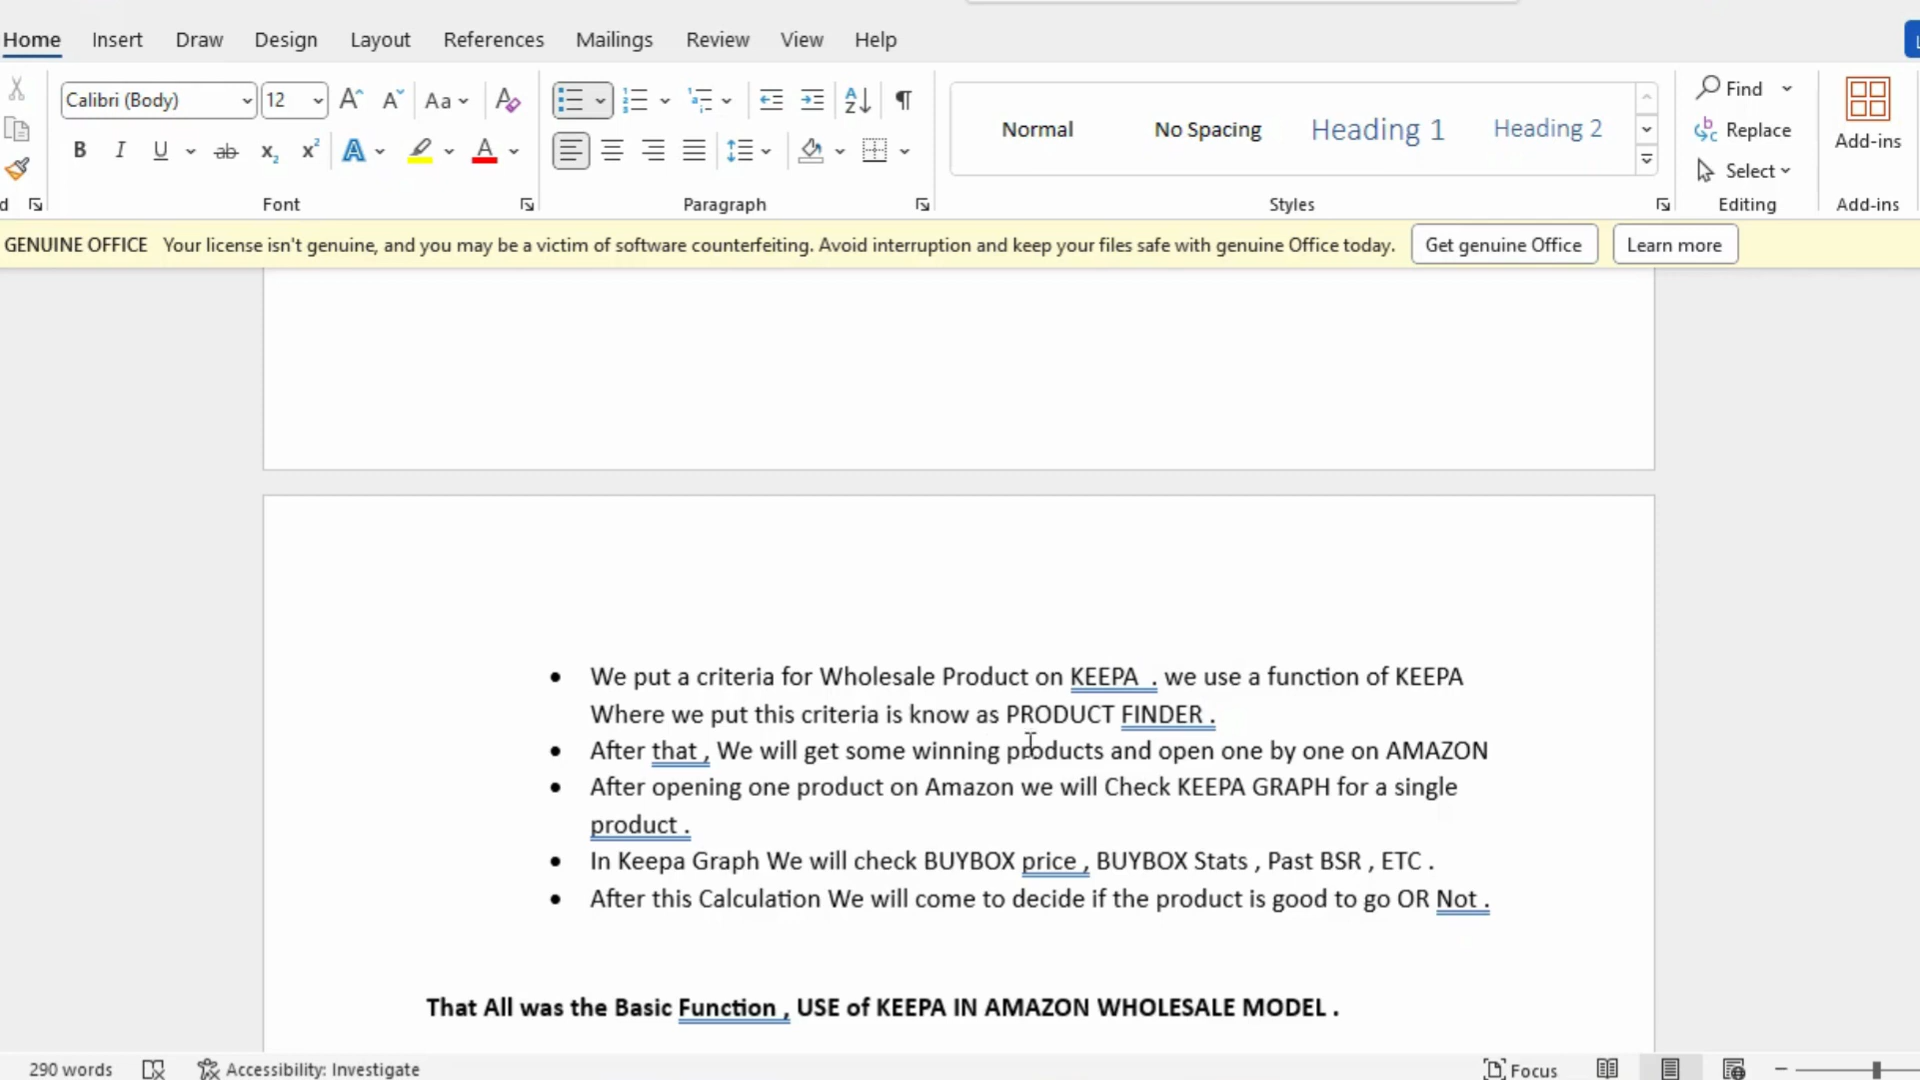 Home Insert Draw Design Layout References Mailings Review View Help
Calibri (Body) 12 Aa Normal No Spacing Heading 1 Heading 2 Find Replace Select Add-ins
Font Paragraph Styles Editing Add-ins
GENUINE OFFICE Your license isn't genuine, and you may be a victim of software counterfeiting. Avoid interruption and keep your files safe with genuine Office today. Get genuine Office Learn more
• We put a criteria for Wholesale Product on KEEPA . we use a function of KEEPA
Where we put this criteria is know as PRODUCT FINDER .
• After that , We will get some winning products and open one by one on AMAZON
• After opening one product on Amazon we will Check KEEPA GRAPH for a single
product .
• In Keepa Graph We will check BUYBOX price , BUYBOX Stats , Past BSR , ETC .
• After this Calculation We will come to decide if the product is good to go OR Not .
That All was the Basic Function , USE of KEEPA IN AMAZON WHOLESALE MODEL .
290 words Accessibility: Investigate Focus